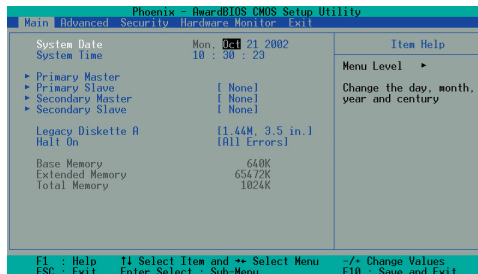 Phoenix - AwardBIOS CMOS Setup Utility
Main Advanced Security Hardware Monitor Exit
System Date Mon, Oct 21 2002
System Time 10 : 30 : 23
Item Help
Menu Level ►
► Primary Master
► Primary Slave [ None]
► Secondary Master [ None]
► Secondary Slave [ None]
Change the day, month,
year and century
Legacy Diskette A [1.44M, 3.5 in.]
Halt On [All Errors]
Base Memory 640K
Extended Memory 65472K
Total Memory 1024K
F1 : Help ↑↓ Select Item and →← Select Menu -/+ Change Values
ESC : Exit Enter Select : Sub-Menu F10 : Save and Exit